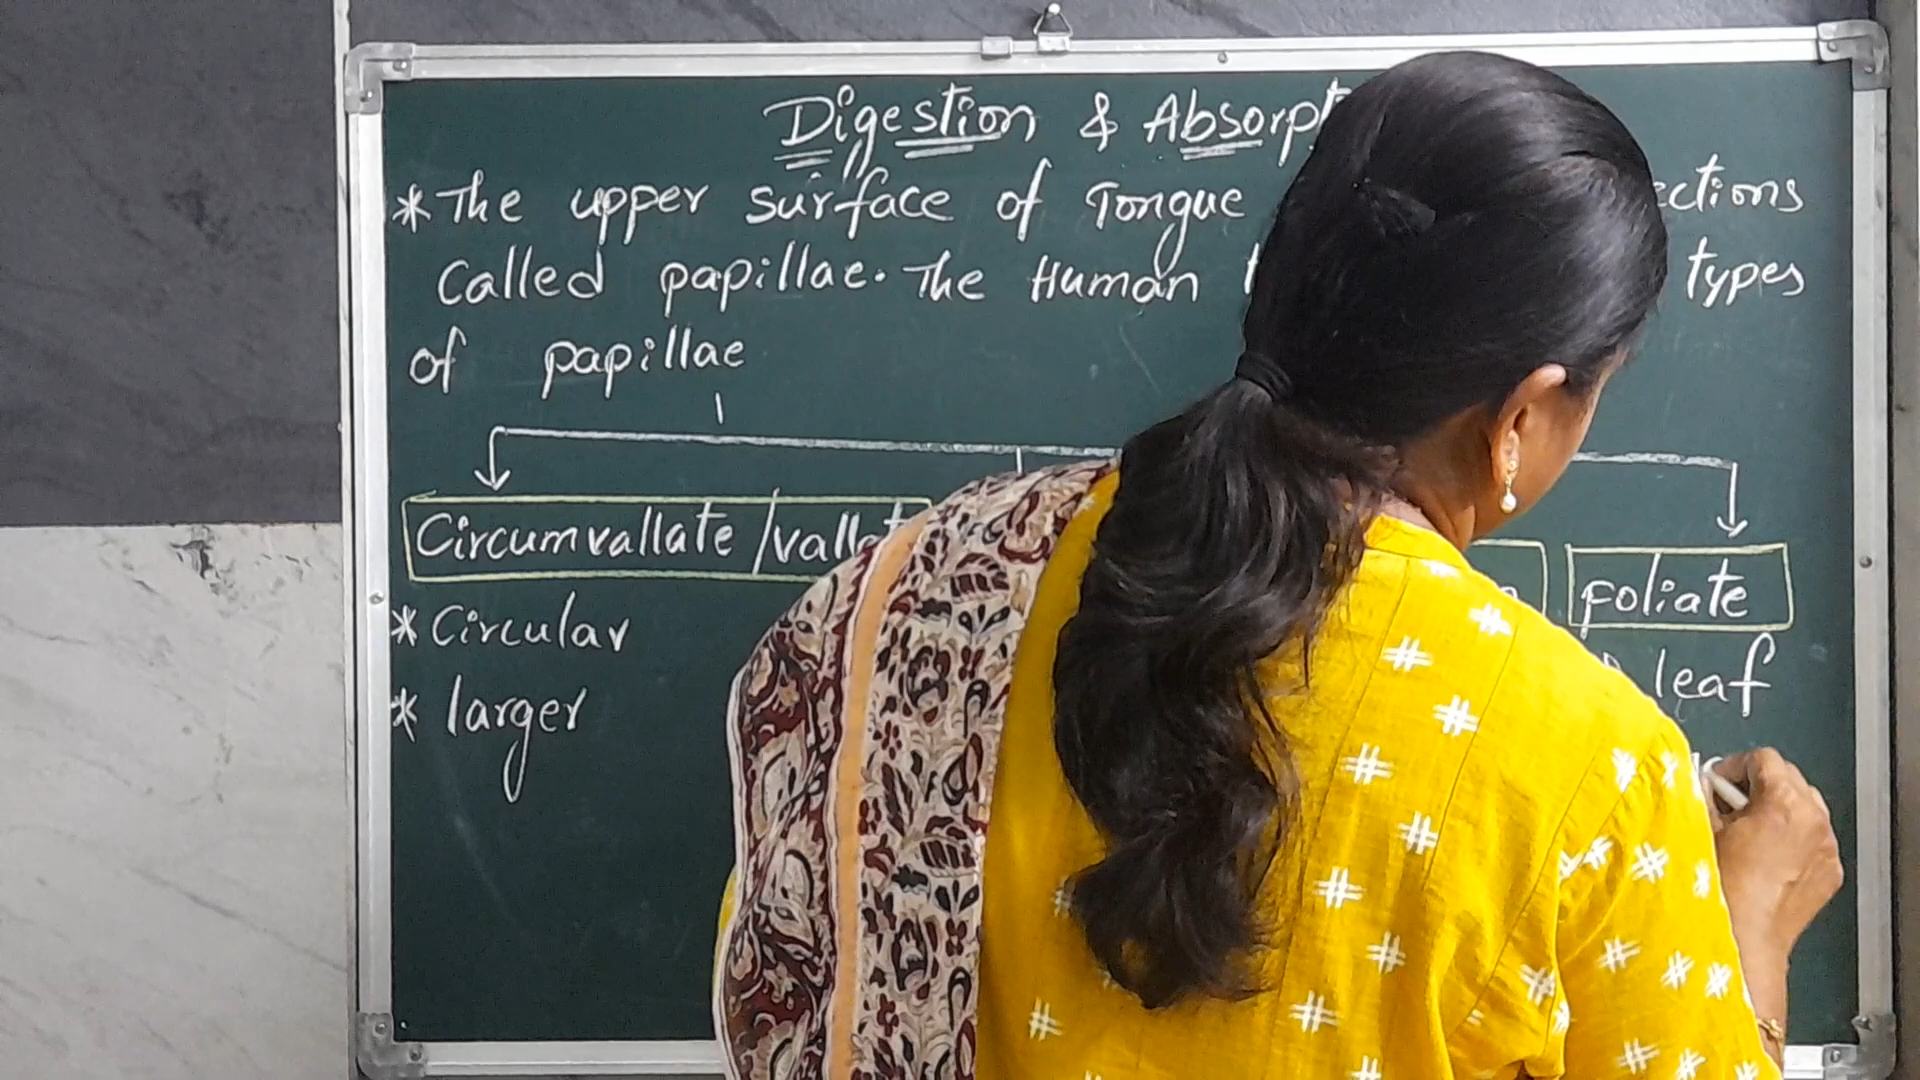 Digestion & Absorpt
* The upper surface of Tongue ections
Called papillae. The Human types
of papillae
Circumvallate / vallat
foliate
* Circular
leaf
* larger